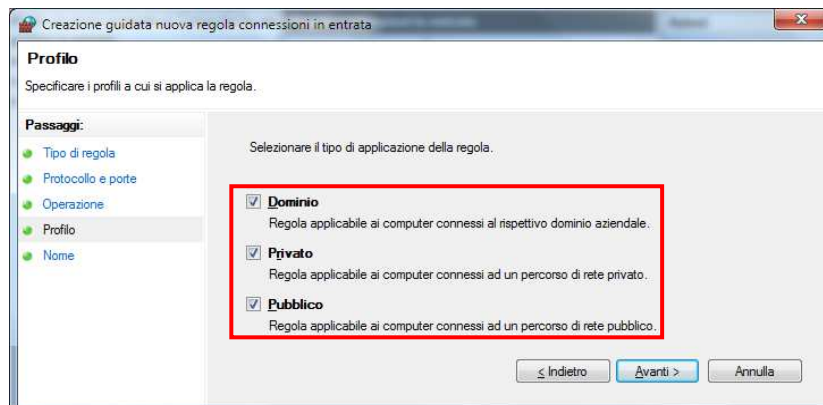 Creazione guidata nuova regola connessioni in entrata
Profilo
Specificare i profili a cui si applica la regola.
Passaggi:
Tipo di regola
Protocollo e porte
Operazione
Profilo
Nome
Selezionare il tipo di applicazione della regola.
Dominio
Regola applicabile ai computer connessi al rispettivo dominio aziendale.
Privato
Regola applicabile ai computer connessi ad un percorso di rete privato.
Pubblico
Regola applicabile ai computer connessi ad un percorso di rete pubblico.
< Indietro
Avanti >
Annulla